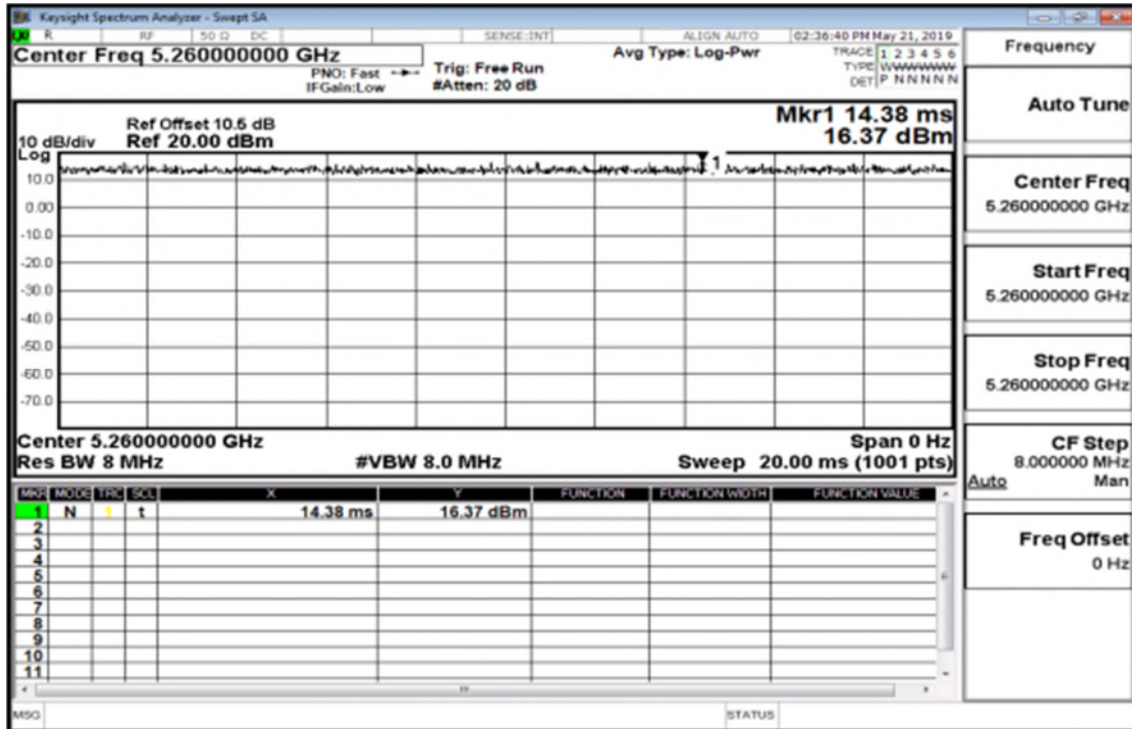 Keysight Spectrum Analyzer - Swept SA
R RF 50 Ω DC SENSE:INT ALIGN AUTO 02:36:40 PM May 21, 2019
Center Freq 5.260000000 GHz
PNO: Fast
IFGain:Low
Trig: Free Run
#Atten: 20 dB
Avg Type: Log-Pwr
TRACE 1 2 3 4 5 6
TYPE WWWWWW
DET P N N N N N
Mkr1 14.38 ms
16.37 dBm
Ref Offset 10.5 dB
10 dB/div Ref 20.00 dBm
Log
1
10.0
0.00
-10.0
-20.0
-30.0
-40.0
-50.0
-60.0
-70.0
Center 5.260000000 GHz Span 0 Hz
Res BW 8 MHz #VBW 8.0 MHz Sweep 20.00 ms (1001 pts)
MKR MODE TRC SCL X Y FUNCTION FUNCTION WIDTH FUNCTION VALUE
1 N 1 t 14.38 ms 16.37 dBm
2
3
4
5
6
7
8
9
10
11
MSG STATUS
Frequency
Auto Tune
Center Freq
5.260000000 GHz
Start Freq
5.260000000 GHz
Stop Freq
5.260000000 GHz
CF Step
8.000000 MHz
Auto Man
Freq Offset
0 Hz